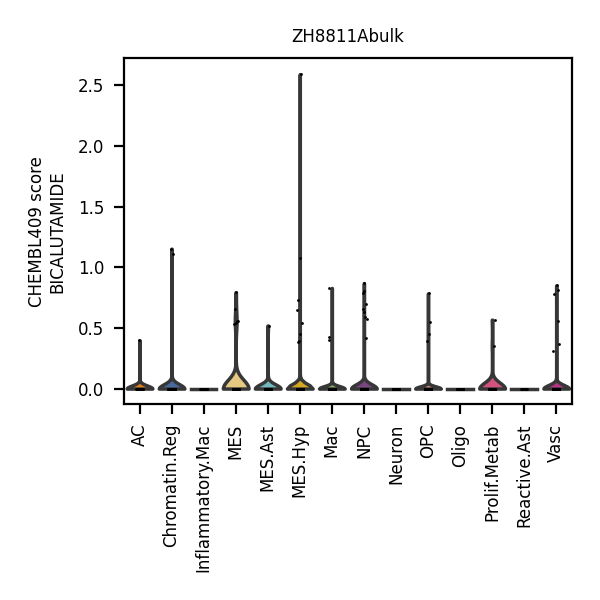 ZH8811Abulk
CHEMBL409 score
BICALUTAMIDE
2.5
2.0
1.5
1.0
0.5
0.0
AC
Chromatin.Reg
Inflammatory.Mac
MES
MES.Ast
MES.Hyp
Mac
NPC
Neuron
OPC
Oligo
Prolif.Metab
Reactive.Ast
Vasc